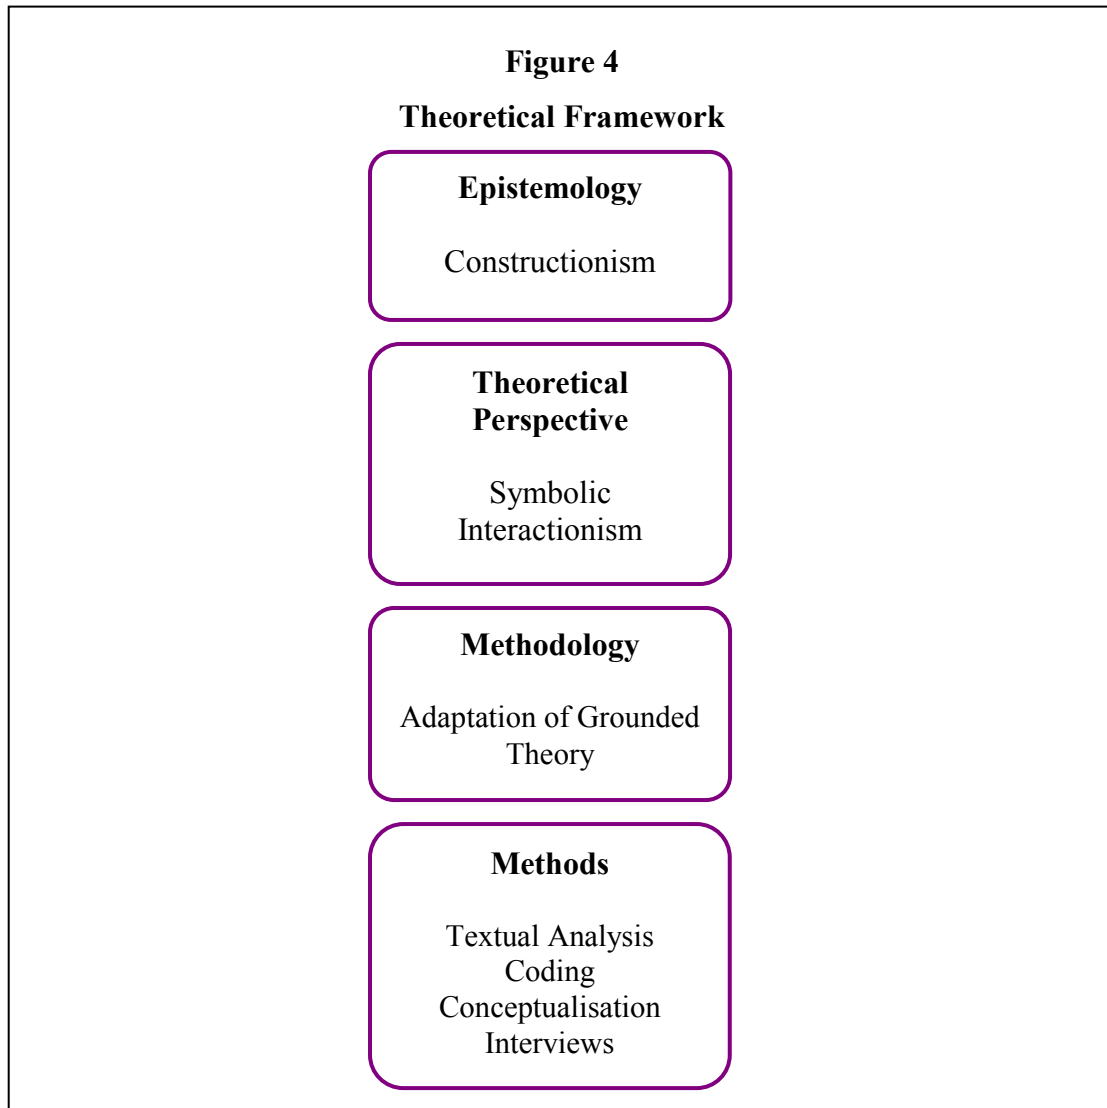 Figure 4
Theoretical Framework
Epistemology
Constructionism
Theoretical
Perspective
Symbolic
Interactionism
Methodology
Adaptation of Grounded
Theory
Methods
Textual Analysis
Coding
Conceptualisation
Interviews